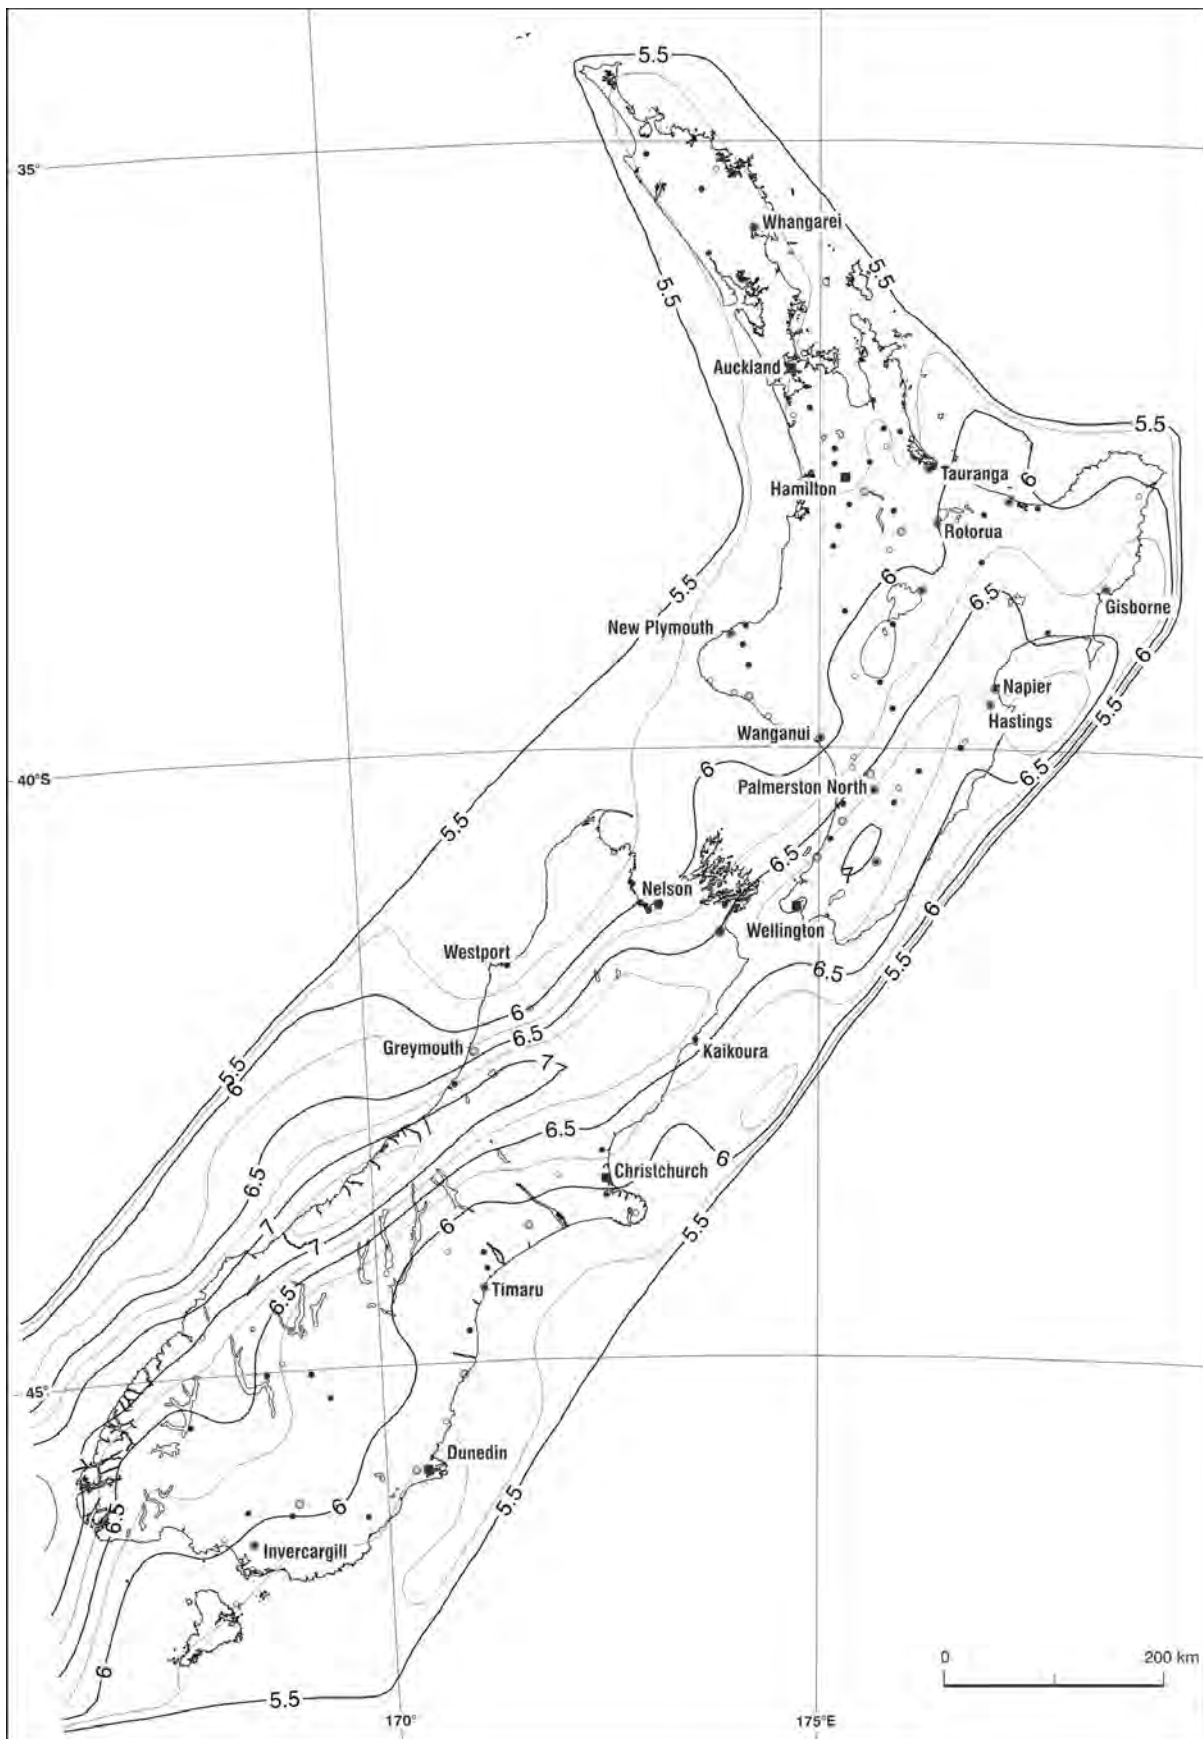 5.5
35°
Whangarei
5.5
5.5
Auckland
5.5
Tauranga
6
Hamilton
Rotorua
6
5.5
6.5
Gisborne
New Plymouth
6
Napier
Hastings
5.5
Wanganui
6
6.5
40°S
Palmerston North
5.5
6.5
7
Nelson
6
Wellington
Westport
5.5
6.5
6
6.5
Greymouth
Kaikoura
5.5
7
6
7
6.5
Christchurch
6
6.5
7
6
5.5
7
Timaru
6.5
45°
Dunedin
5.5
6
6.5
Invercargill
0 200 km
6
5.5
170°
175°E